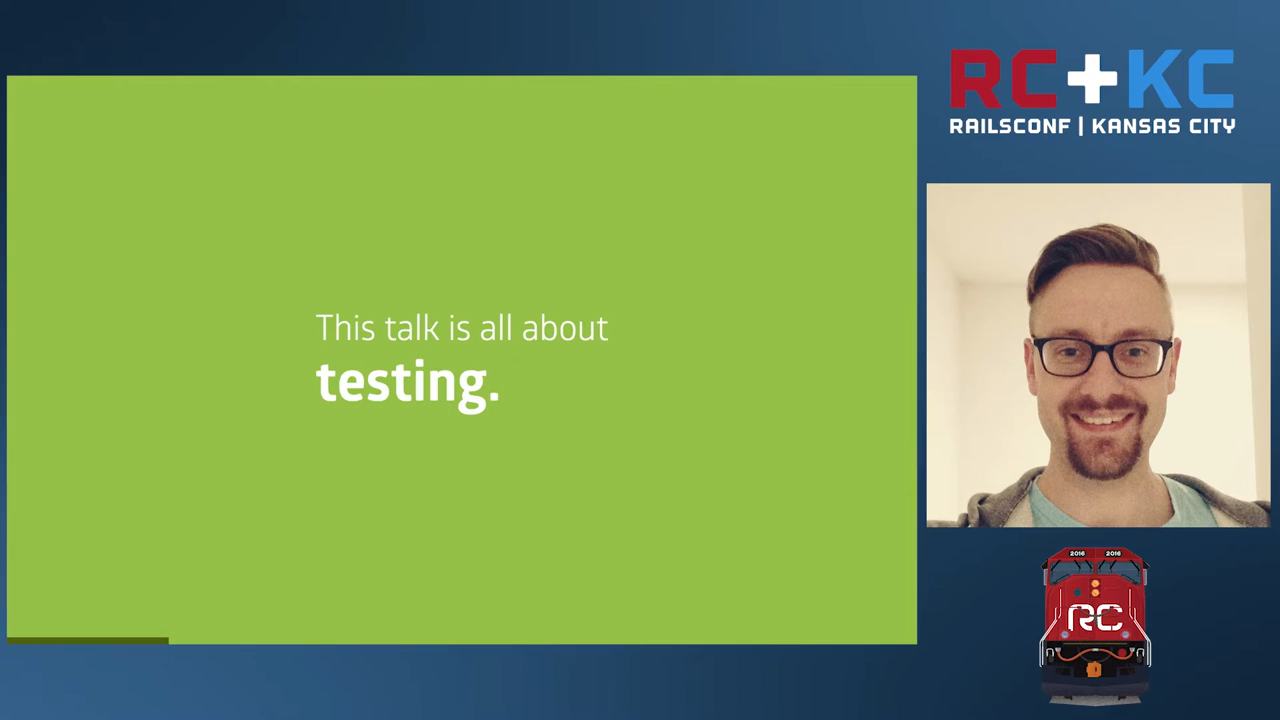 This talk is all about
testing.
RC+KC
RAILSCONF | KANSAS CITY
2016 2016
RC